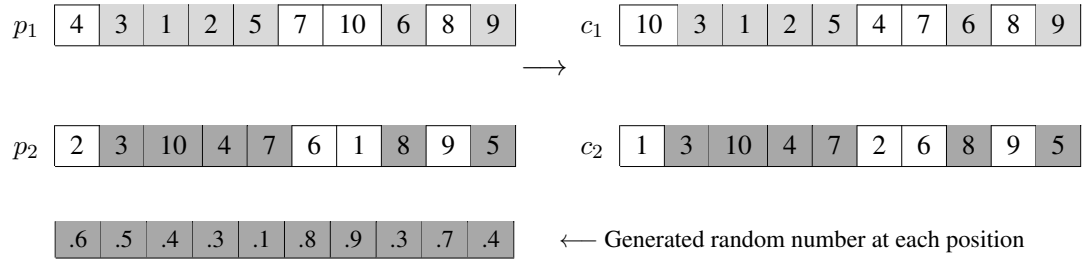 p1 4 3 1 2 5 7 10 6 8 9 c1 10 3 1 2 5 4 7 6 8 9
⟶
p2 2 3 10 4 7 6 1 8 9 5 c2 1 3 10 4 7 2 6 8 9 5
.6 .5 .4 .3 .1 .8 .9 .3 .7 .4 ⟵ Generated random number at each position